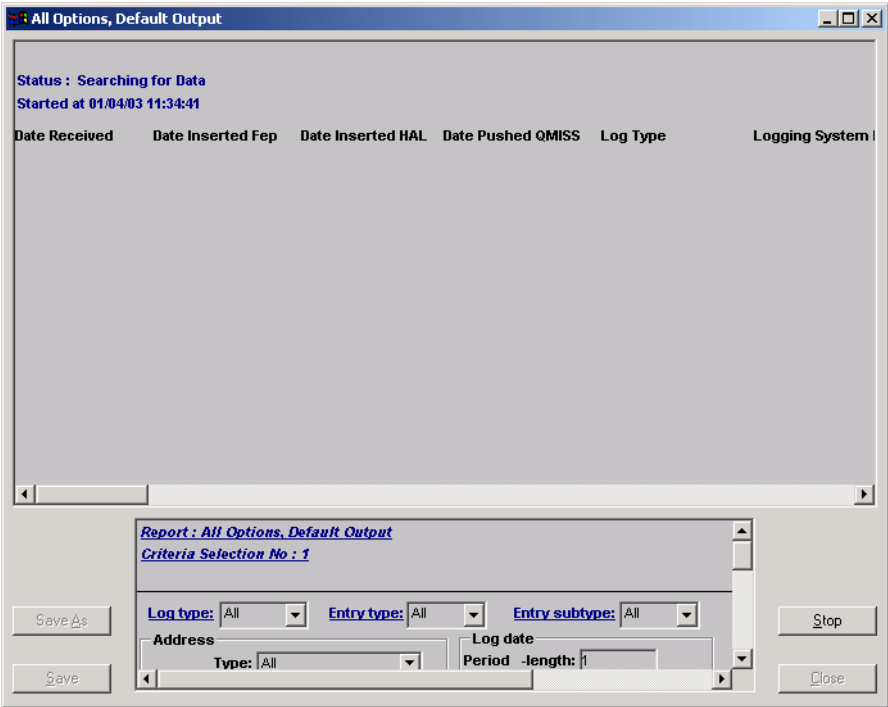 All Options, Default Output
Status : Searching for Data
Started at 01/04/03 11:34:41
Date Received Date Inserted Fep Date Inserted HAL Date Pushed QMISS Log Type Logging System
Report : All Options, Default Output
Criteria Selection No : 1
Log type: All Entry type: All Entry subtype: All
Save As
Stop
Address Log date
Type: All Period -length: 1
Save
Close